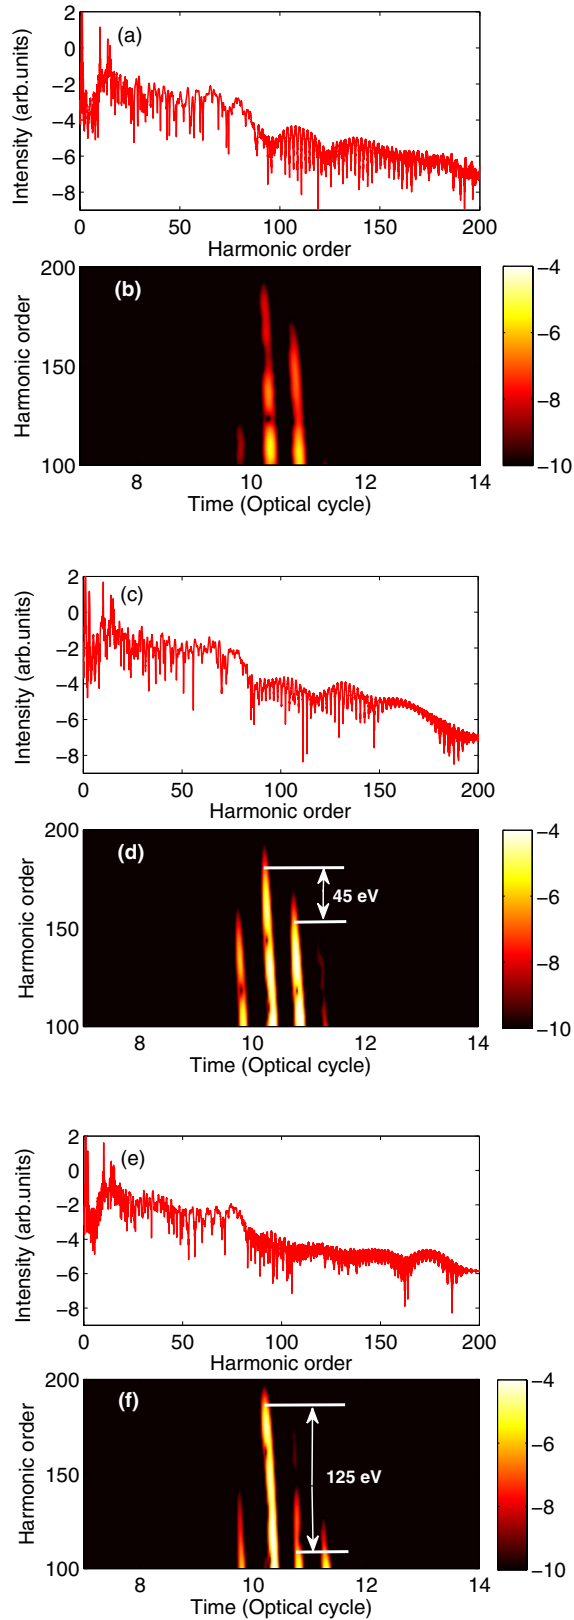 2
0
−2
−4
−6
−8
Intensity (arb.units)
(a)
0 50 100 150 200
Harmonic order
200
150
100
Harmonic order
(b)
8 10 12 14
Time (Optical cycle)
−4
−6
−8
−10
2
0
−2
−4
−6
−8
Intensity (arb.units)
(c)
0 50 100 150 200
Harmonic order
200
150
100
Harmonic order
(d)
45 eV
8 10 12 14
Time (Optical cycle)
−4
−6
−8
−10
2
0
−2
−4
−6
−8
Intensity (arb.units)
(e)
0 50 100 150 200
Harmonic order
200
150
100
Harmonic order
(f)
125 eV
8 10 12 14
Time (Optical cycle)
−4
−6
−8
−10